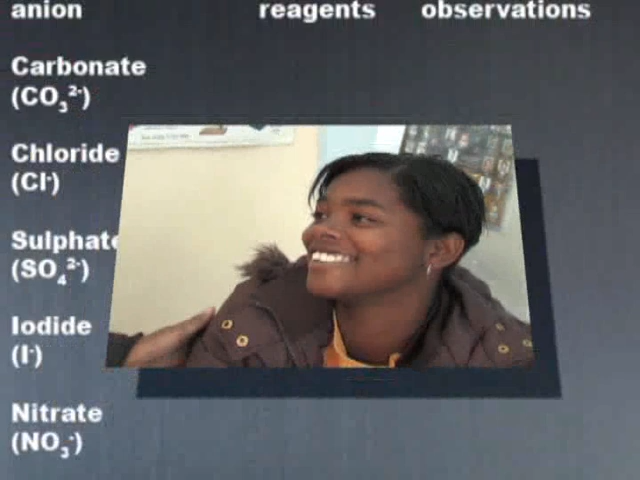 anion reagents observations
Carbonate
(CO₃²⁻)
Chloride
(Cl⁻)
Sulphate
(SO₄²⁻)
Iodide
(I⁻)
Nitrate
(NO₃⁻)